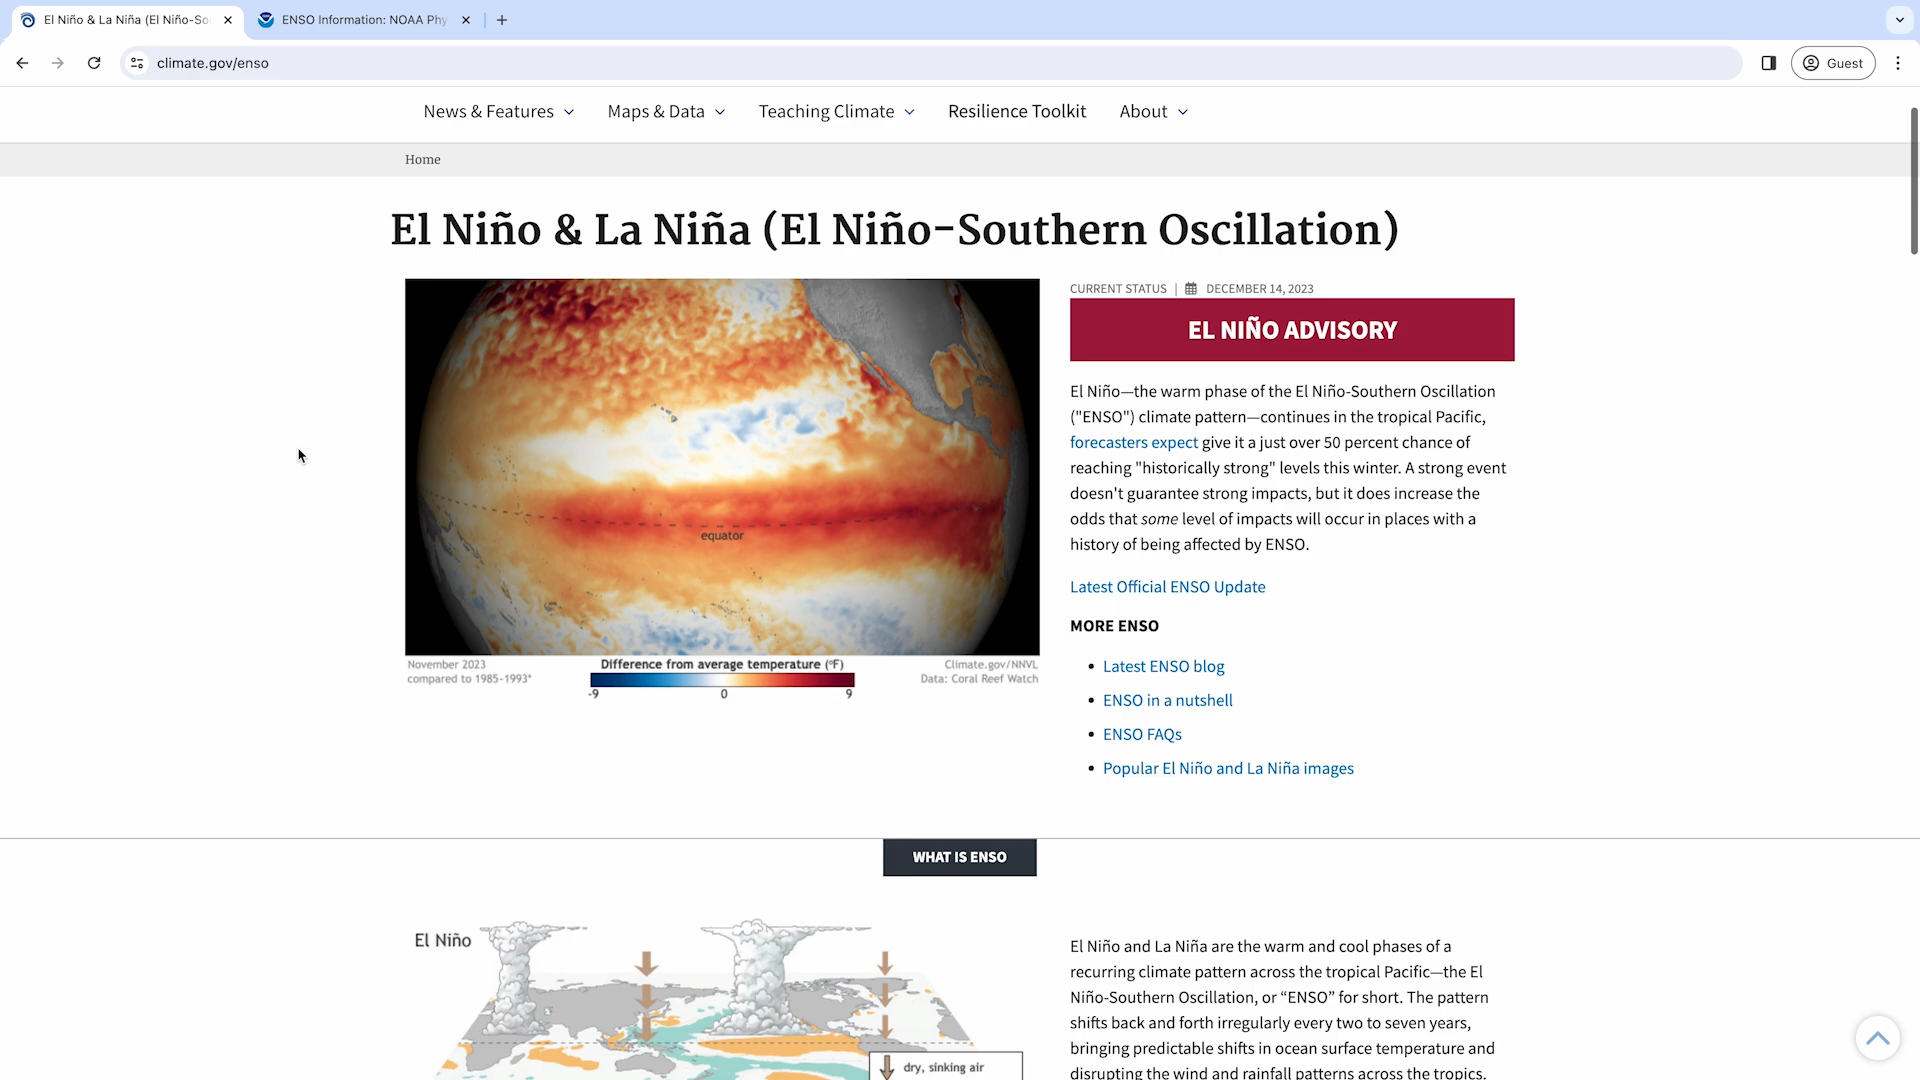 El Niño & La Niña (El Niño-So
ENSO Information: NOAA Phy
climate.gov/enso
Guest
News & Features
Maps & Data
Teaching Climate
Resilience Toolkit
About
Home
El Niño & La Niña (El Niño-Southern Oscillation)
equator
November 2023
compared to 1985-1993*
Difference from average temperature (°F)
-9 0 9
Climate.gov/NNVL
Data: Coral Reef Watch
CURRENT STATUS | DECEMBER 14, 2023
EL NIÑO ADVISORY
El Niño—the warm phase of the El Niño-Southern Oscillation
("ENSO") climate pattern—continues in the tropical Pacific,
forecasters expect give it a just over 50 percent chance of
reaching "historically strong" levels this winter. A strong event
doesn't guarantee strong impacts, but it does increase the
odds that some level of impacts will occur in places with a
history of being affected by ENSO.
Latest Official ENSO Update
MORE ENSO
• Latest ENSO blog
• ENSO in a nutshell
• ENSO FAQs
• Popular El Niño and La Niña images
WHAT IS ENSO
El Niño
dry, sinking air
El Niño and La Niña are the warm and cool phases of a
recurring climate pattern across the tropical Pacific—the El
Niño-Southern Oscillation, or “ENSO” for short. The pattern
shifts back and forth irregularly every two to seven years,
bringing predictable shifts in ocean surface temperature and
disrupting the wind and rainfall patterns across the tropics.